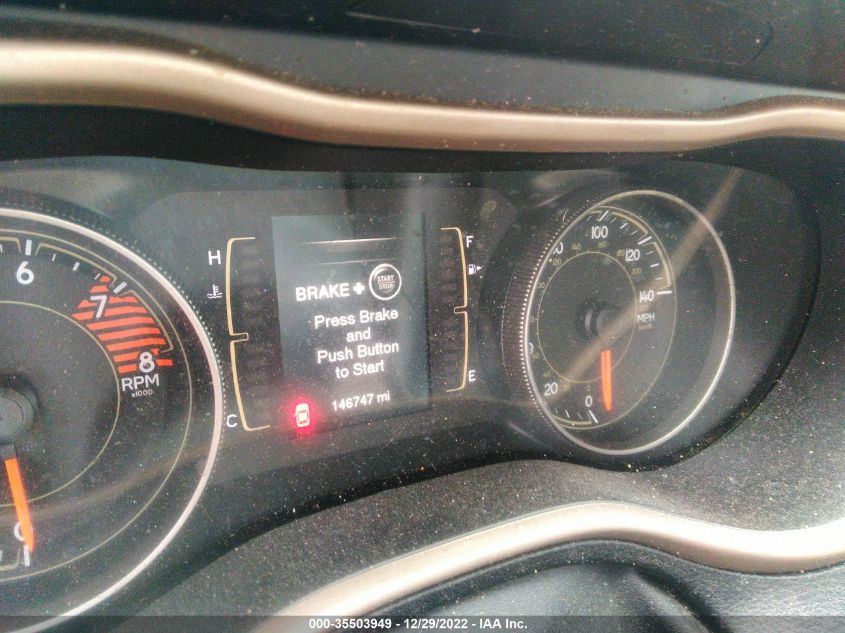 6
7
8
RPM
x1000
0
H
C
BRAKE + START STOP
Press Brake
and
Push Button
to Start
146747 mi
F
E
100
120
140
MPH
20
0
000-35503949 - 12/29/2022 - IAA Inc.